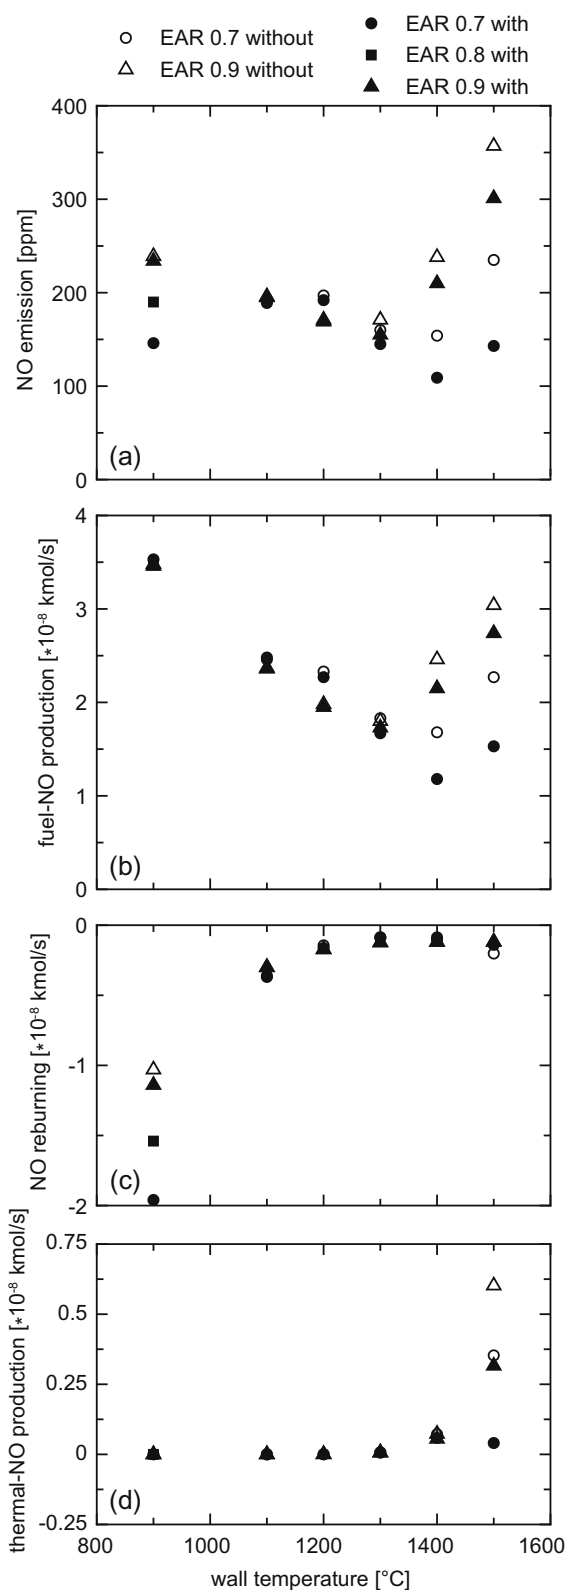 EAR 0.7 without
EAR 0.9 without
EAR 0.7 with
EAR 0.8 with
EAR 0.9 with
NO emission [ppm]
400
300
200
100
0
(a)
fuel-NO production [*10-8 kmol/s]
4
3
2
1
0
(b)
NO reburning [*10-8 kmol/s]
0
-1
-2
(c)
thermal-NO production [*10-8 kmol/s]
0.75
0.5
0.25
0
-0.25
(d)
800 1000 1200 1400 1600
wall temperature [°C]